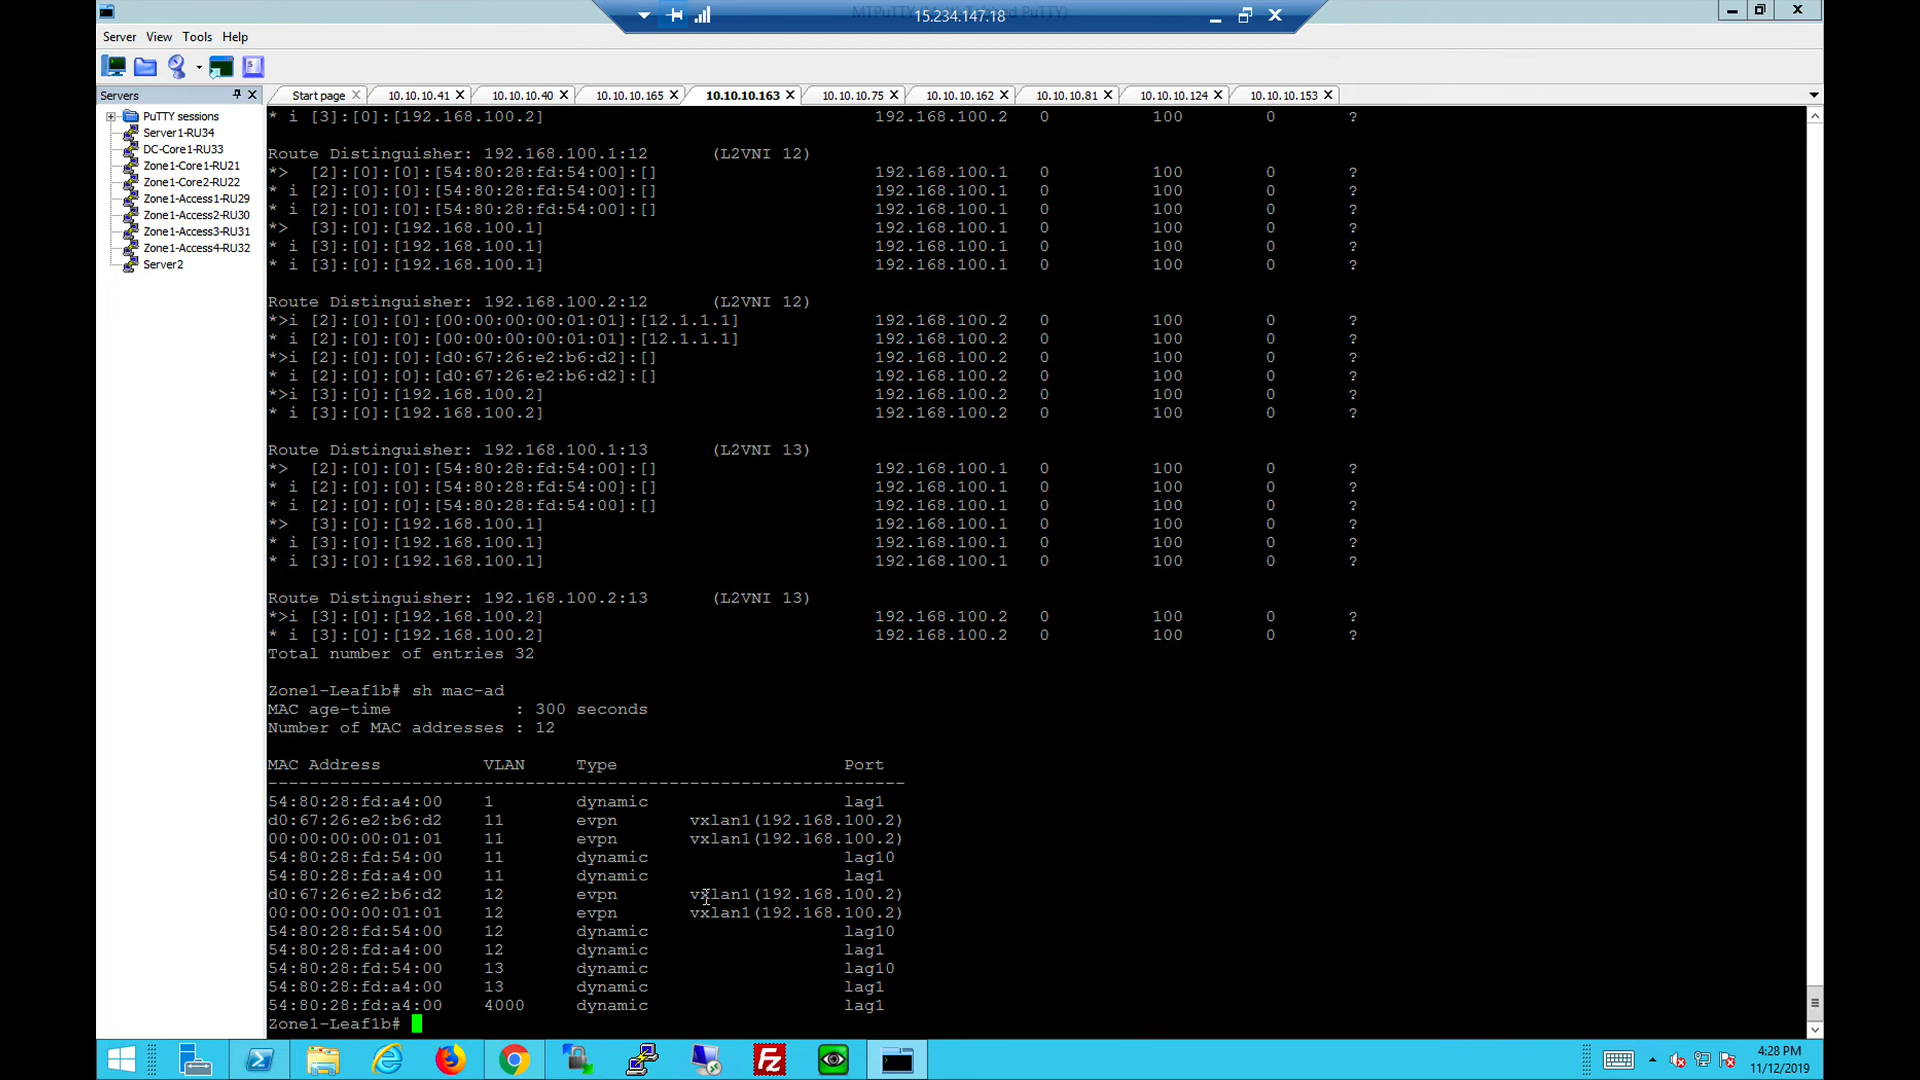 15.234.147.18
Server View Tools Help
Servers
Start page
10.10.10.41
10.10.10.40
10.10.10.165
10.10.10.163
10.10.10.75
10.10.10.162
10.10.10.81
10.10.10.124
10.10.10.153
PuTTY sessions
Server1-RU34
DC-Core1-RU33
Zone1-Core1-RU21
Zone1-Core2-RU22
Zone1-Access1-RU29
Zone1-Access2-RU30
Zone1-Access3-RU31
Zone1-Access4-RU32
Server2
* i [3]:[0]:[192.168.100.2] 192.168.100.2 0 100 0 ?
Route Distinguisher: 192.168.100.1:12 (L2VNI 12)
*> [2]:[0]:[0]:[54:80:28:fd:54:00]:[] 192.168.100.1 0 100 0 ?
* i [2]:[0]:[0]:[54:80:28:fd:54:00]:[] 192.168.100.1 0 100 0 ?
* i [2]:[0]:[0]:[54:80:28:fd:54:00]:[] 192.168.100.1 0 100 0 ?
*> [3]:[0]:[192.168.100.1] 192.168.100.1 0 100 0 ?
* i [3]:[0]:[192.168.100.1] 192.168.100.1 0 100 0 ?
* i [3]:[0]:[192.168.100.1] 192.168.100.1 0 100 0 ?
Route Distinguisher: 192.168.100.2:12 (L2VNI 12)
*>i [2]:[0]:[0]:[00:00:00:00:01:01]:[12.1.1.1] 192.168.100.2 0 100 0 ?
* i [2]:[0]:[0]:[00:00:00:00:01:01]:[12.1.1.1] 192.168.100.2 0 100 0 ?
*>i [2]:[0]:[0]:[d0:67:26:e2:b6:d2]:[] 192.168.100.2 0 100 0 ?
* i [2]:[0]:[0]:[d0:67:26:e2:b6:d2]:[] 192.168.100.2 0 100 0 ?
*>i [3]:[0]:[192.168.100.2] 192.168.100.2 0 100 0 ?
* i [3]:[0]:[192.168.100.2] 192.168.100.2 0 100 0 ?
Route Distinguisher: 192.168.100.1:13 (L2VNI 13)
*> [2]:[0]:[0]:[54:80:28:fd:54:00]:[] 192.168.100.1 0 100 0 ?
* i [2]:[0]:[0]:[54:80:28:fd:54:00]:[] 192.168.100.1 0 100 0 ?
* i [2]:[0]:[0]:[54:80:28:fd:54:00]:[] 192.168.100.1 0 100 0 ?
*> [3]:[0]:[192.168.100.1] 192.168.100.1 0 100 0 ?
* i [3]:[0]:[192.168.100.1] 192.168.100.1 0 100 0 ?
* i [3]:[0]:[192.168.100.1] 192.168.100.1 0 100 0 ?
Route Distinguisher: 192.168.100.2:13 (L2VNI 13)
*>i [3]:[0]:[192.168.100.2] 192.168.100.2 0 100 0 ?
* i [3]:[0]:[192.168.100.2] 192.168.100.2 0 100 0 ?
Total number of entries 32
Zone1-Leaf1b# sh mac-ad
MAC age-time : 300 seconds
Number of MAC addresses : 12
MAC Address VLAN Type Port
--------------------------------------------------------------
54:80:28:fd:a4:00 1 dynamic lag1
d0:67:26:e2:b6:d2 11 evpn vxlan1(192.168.100.2)
00:00:00:00:01:01 11 evpn vxlan1(192.168.100.2)
54:80:28:fd:54:00 11 dynamic lag10
54:80:28:fd:a4:00 11 dynamic lag1
d0:67:26:e2:b6:d2 12 evpn vxlan1(192.168.100.2)
00:00:00:00:01:01 12 evpn vxlan1(192.168.100.2)
54:80:28:fd:54:00 12 dynamic lag10
54:80:28:fd:a4:00 12 dynamic lag1
54:80:28:fd:54:00 13 dynamic lag10
54:80:28:fd:a4:00 13 dynamic lag1
54:80:28:fd:a4:00 4000 dynamic lag1
Zone1-Leaf1b#
4:28 PM
11/12/2019